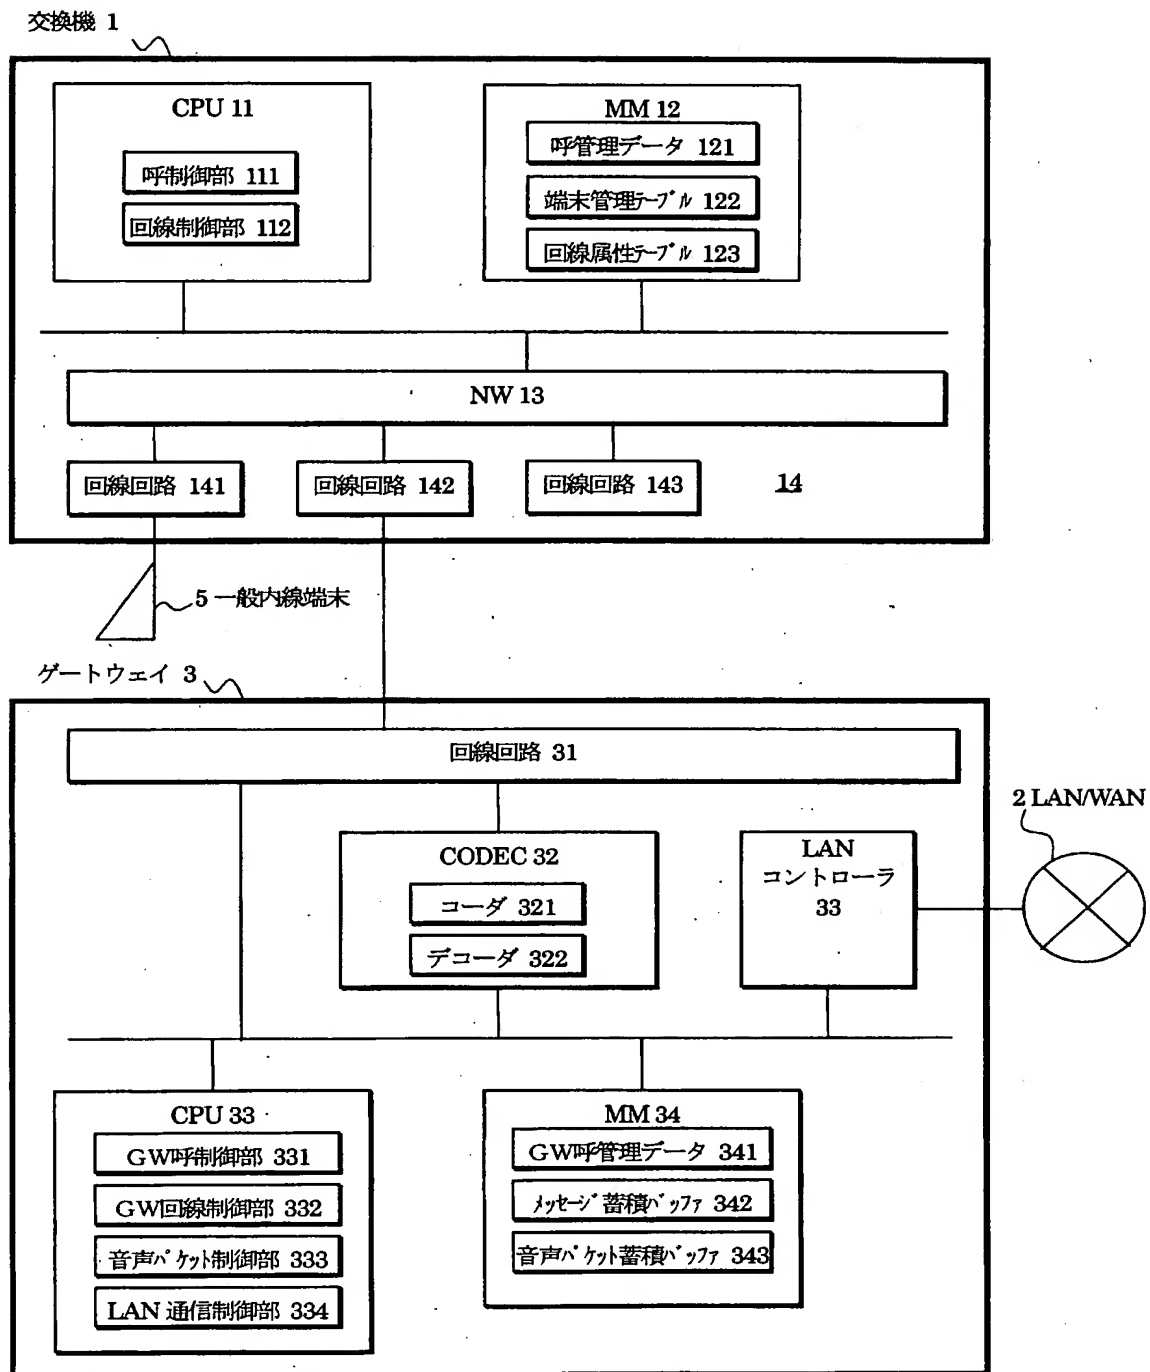 交換機 1
CPU 11
呼制御部 111
回線制御部 112
MM 12
呼管理データ 121
端末管理テーブル 122
回線属性テーブル 123
NW 13
回線回路 141
回線回路 142
回線回路 143
14
5 一般内線端末
ゲートウェイ 3
回線回路 31
CODEC 32
コーダ 321
デコーダ 322
LAN
コントローラ
33
2 LAN/WAN
CPU 33
GW呼制御部 331
GW回線制御部 332
音声パケット制御部 333
LAN 通信制御部 334
MM 34
GW呼管理データ 341
メッセージ蓄積バッファ 342
音声パケット蓄積バッファ 343